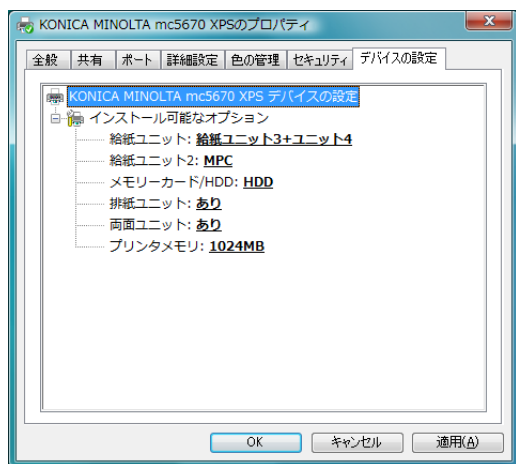 KONICA MINOLTA mc5670 XPSのプロパティ
全般 共有 ポート 詳細設定 色の管理 セキュリティ デバイスの設定
KONICA MINOLTA mc5670 XPS デバイスの設定
インストール可能なオプション
給紙ユニット: 給紙ユニット3+ユニット4
給紙ユニット2: MPC
メモリーカード/HDD: HDD
排紙ユニット: あり
両面ユニット: あり
プリンタメモリ: 1024MB
OK キャンセル 適用(A)